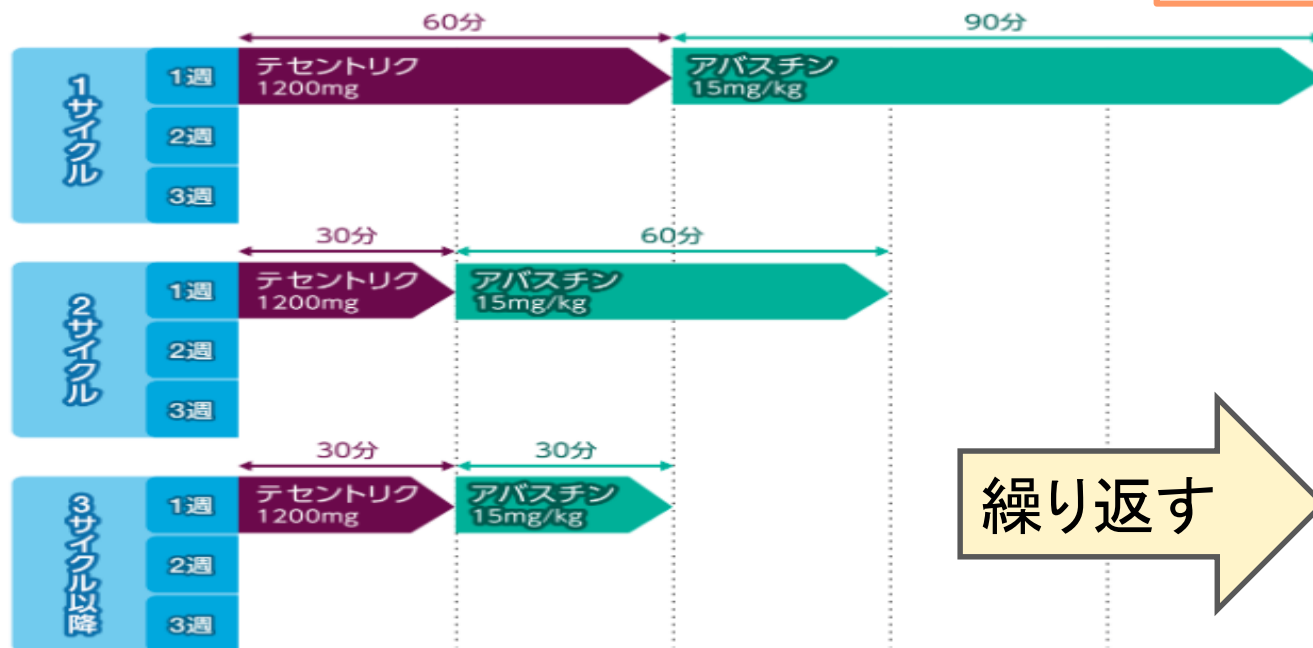 60分
90分
1サイクル
1週
テセントリク
1200mg
アバスチン
15mg/kg
2週
3週
30分
60分
2サイクル
1週
テセントリク
1200mg
アバスチン
15mg/kg
2週
3週
30分
30分
3サイクル以降
1週
テセントリク
1200mg
アバスチン
15mg/kg
2週
3週
繰り返す